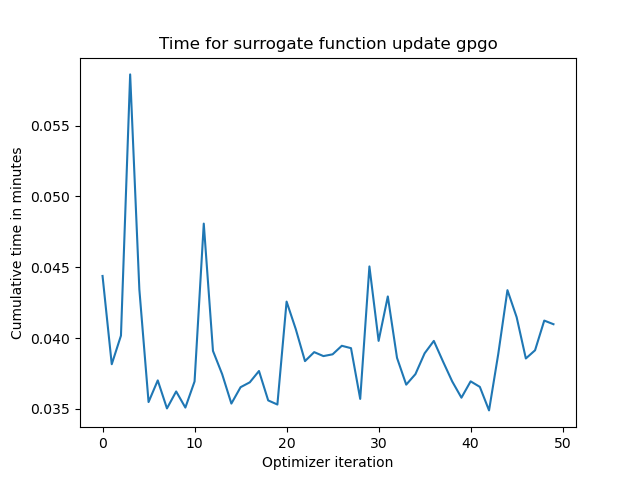 Time for surrogate function update gpgo
Cumulative time in minutes
0.055
0.050
0.045
0.040
0.035
0 10 20 30 40 50
Optimizer iteration